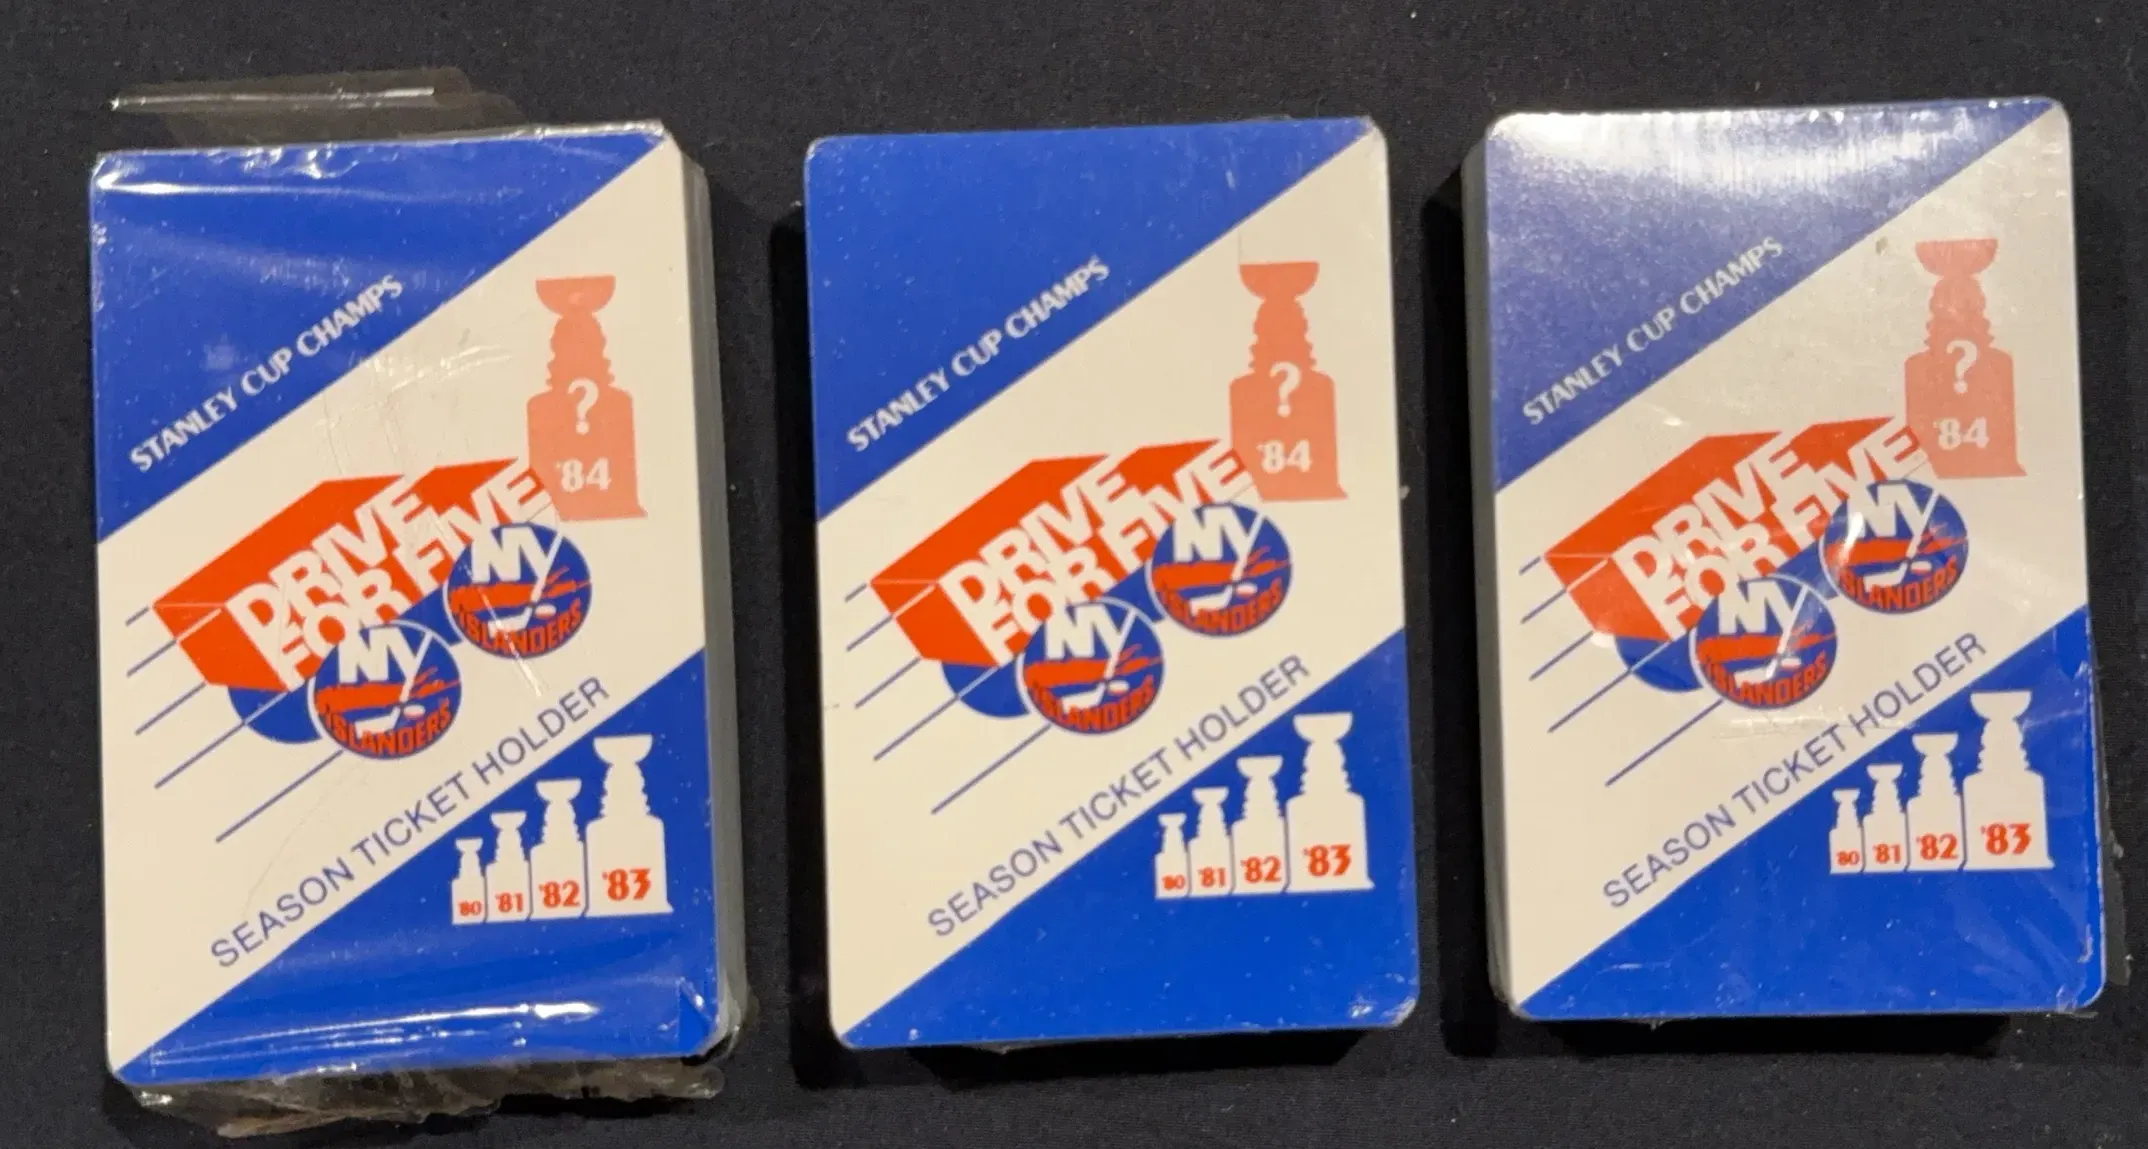 STANLEY CUP CHAMPS
?
'84
DRIVE
FOR FIVE
NY
ISLANDERS
NY
ISLANDERS
SEASON TICKET HOLDER
'80 '81 '82 '83
STANLEY CUP CHAMPS
?
'84
DRIVE
FOR FIVE
NY
ISLANDERS
NY
ISLANDERS
SEASON TICKET HOLDER
'80 '81 '82 '83
STANLEY CUP CHAMPS
?
'84
DRIVE
FOR FIVE
NY
ISLANDERS
NY
ISLANDERS
SEASON TICKET HOLDER
'80 '81 '82 '83